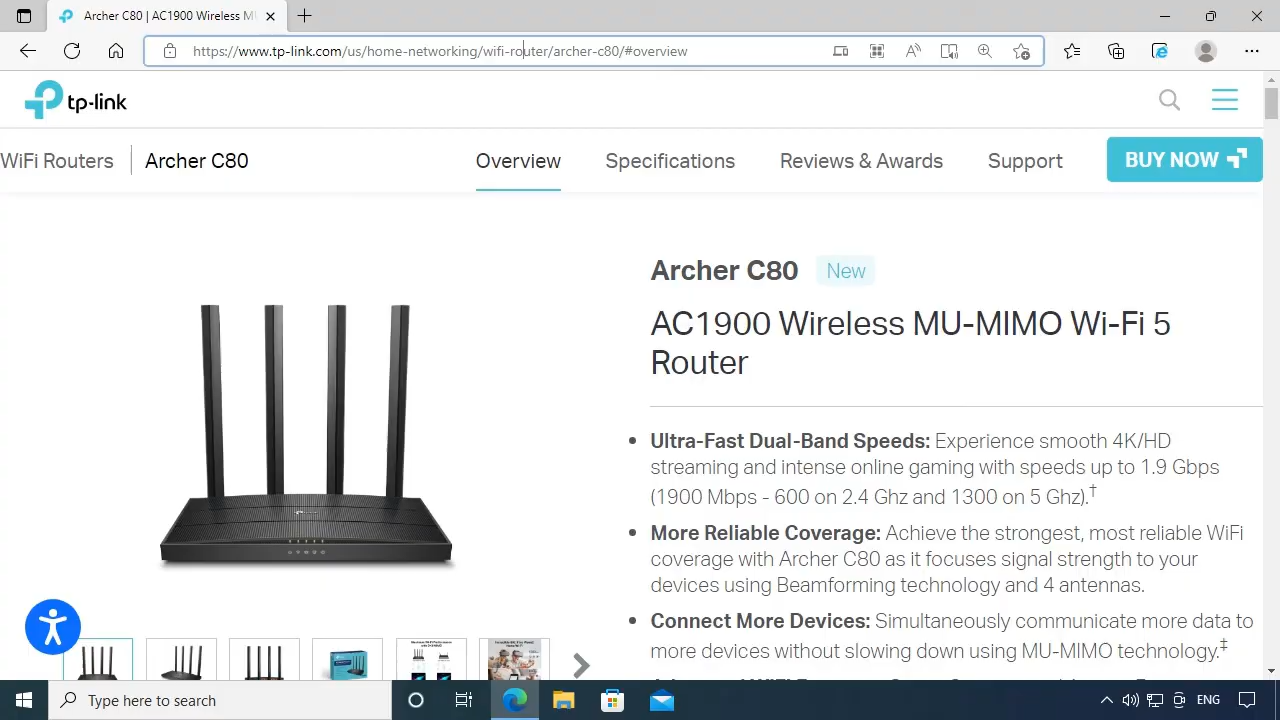 Archer C80 | AC1900 Wireless M
https://www.tp-link.com/us/home-networking/wifi-router/archer-c80/#overview
tp-link
WiFi Routers
Archer C80
Overview
Specifications
Reviews & Awards
Support
BUY NOW
Archer C80 New
AC1900 Wireless MU-MIMO Wi-Fi 5
Router
Ultra-Fast Dual-Band Speeds: Experience smooth 4K/HD
streaming and intense online gaming with speeds up to 1.9 Gbps
(1900 Mbps - 600 on 2.4 Ghz and 1300 on 5 Ghz).†
More Reliable Coverage: Achieve the strongest, most reliable WiFi
coverage with Archer C80 as it focuses signal strength to your
devices using Beamforming technology and 4 antennas.
Connect More Devices: Simultaneously communicate more data to
more devices without slowing down using MU-MIMO technology.‡
Type here to search
ENG